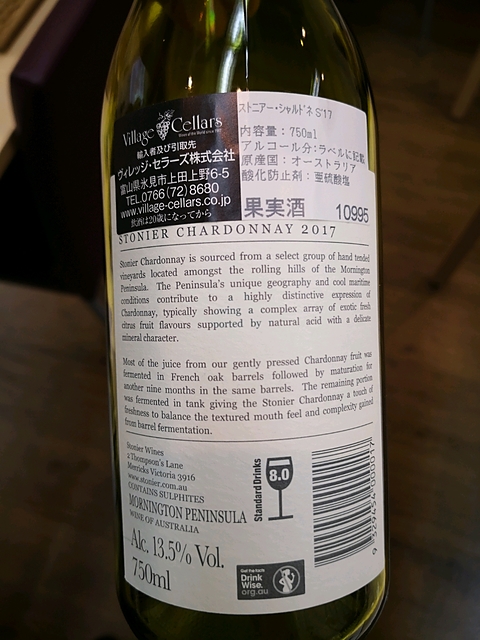 Village Cellars
Wines of the World since 1987
輸入者及び引取先
ヴィレッジ・セラーズ株式会社
富山県氷見市上田上野6-5
TEL.0766(72)8680
www.village-cellars.co.jp
飲酒は20歳になってから
ストニアー・シャルドネ S'17
内容量：750ml
アルコール分：ラベルに記載
原産国：オーストラリア
酸化防止剤：亜硫酸塩
果実酒 10995
STONIER CHARDONNAY 2017
Stonier Chardonnay is sourced from a select group of hand tended
vineyards located amongst the rolling hills of the Mornington
Peninsula. The Peninsula's unique geography and cool maritime
conditions contribute to a highly distinctive expression of
Chardonnay, typically showing a complex array of exotic fresh
citrus fruit flavours supported by natural acid with a delicate
mineral character.
Most of the juice from our gently pressed Chardonnay fruit was
fermented in French oak barrels followed by maturation for
another nine months in the same barrels. The remaining portion
was fermented in tank giving the Stonier Chardonnay a touch of
freshness to balance the textured mouth feel and complexity gained
from barrel fermentation.
Stonier Wines
2 Thompson's Lane
Merricks Victoria 3916
www.stonier.com.au
CONTAINS SULPHITES
MORNINGTON PENINSULA
WINE OF AUSTRALIA
Alc. 13.5% Vol.
750ml
Standard Drinks
8.0
Get the facts
Drink
Wise.
org.au